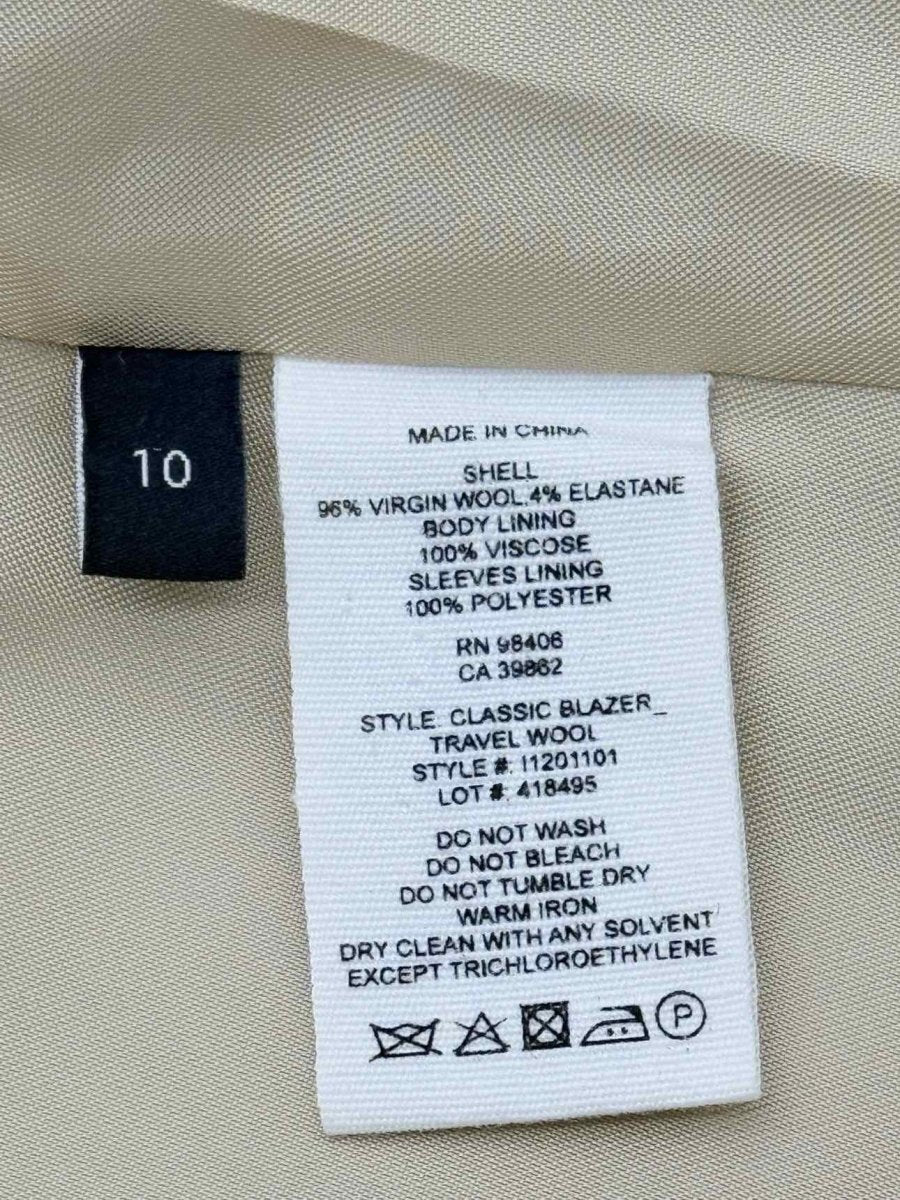 10
MADE IN CHINA
SHELL
96% VIRGIN WOOL,4% ELASTANE
BODY LINING
100% VISCOSE
SLEEVES LINING
100% POLYESTER
RN 98406
CA 39862
STYLE: CLASSIC BLAZER_
TRAVEL WOOL
STYLE #: I1201101
LOT #: 418495
DO NOT WASH
DO NOT BLEACH
DO NOT TUMBLE DRY
WARM IRON
DRY CLEAN WITH ANY SOLVENT
EXCEPT TRICHLOROETHYLENE
P